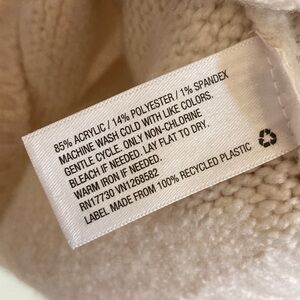 85% ACRYLIC / 14% POLYESTER / 1% SPANDEX
MACHINE WASH COLD WITH LIKE COLORS.
GENTLE CYCLE. ONLY NON-CHLORINE
BLEACH IF NEEDED. LAY FLAT TO DRY.
WARM IRON IF NEEDED.
RN17730 VN1268582
LABEL MADE FROM 100% RECYCLED PLASTIC